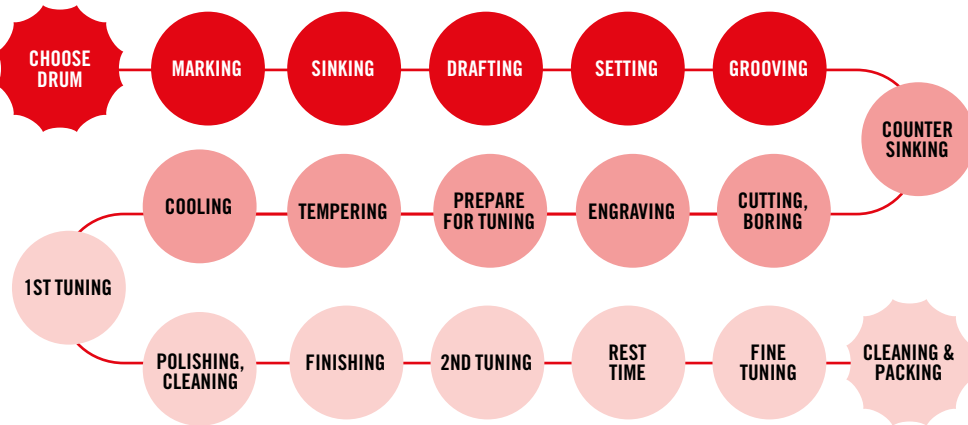 CHOOSE
DRUM
MARKING
SINKING
DRAFTING
SETTING
GROOVING
COUNTER
SINKING
CUTTING,
BORING
ENGRAVING
PREPARE
FOR TUNING
TEMPERING
COOLING
1ST TUNING
POLISHING,
CLEANING
FINISHING
2ND TUNING
REST
TIME
FINE
TUNING
CLEANING &
PACKING